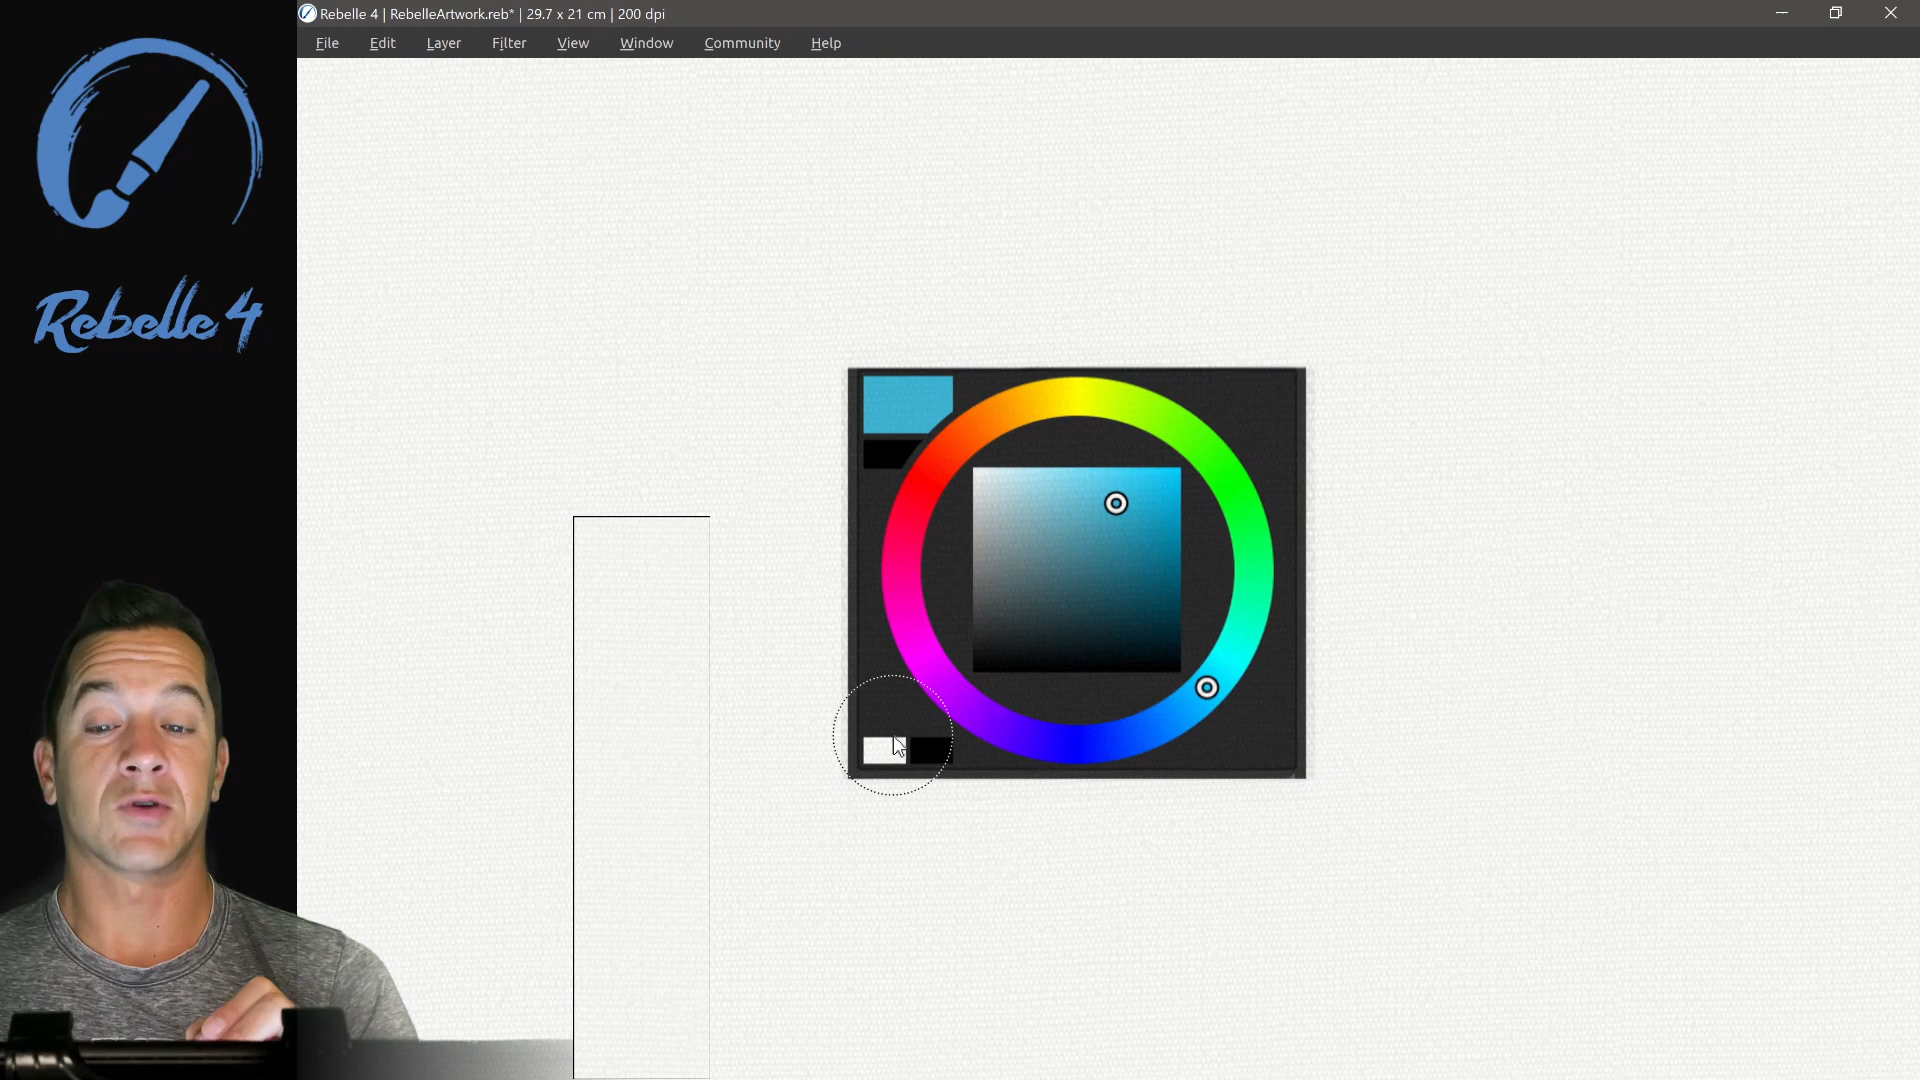 Rebelle 4 | RebelleArtwork.reb* | 29.7 x 21 cm | 200 dpi
File Edit Layer Filter View Window Community Help
Rebelle 4